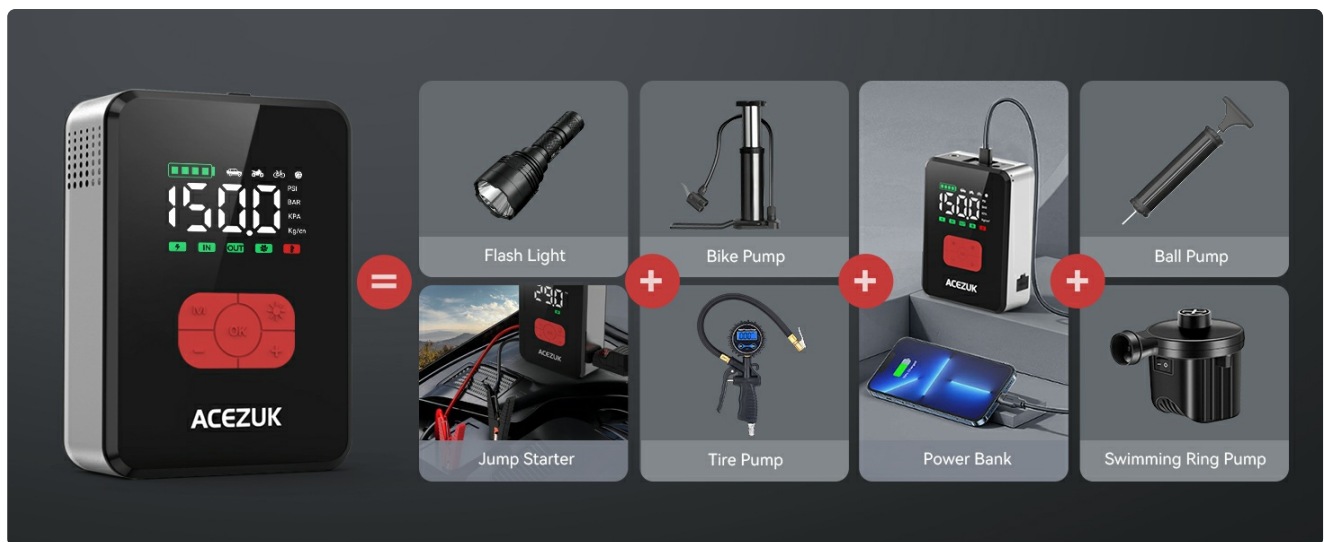 150.0
PSI
BAR
KPA
Kg/cm
IN
OUT
M
OK
ACEZUK
=
Flash Light
+
Bike Pump
+
150.0
ACEZUK
Power Bank
+
Ball Pump
29.0
ACEZUK
Jump Starter
Tire Pump
Swimming Ring Pump